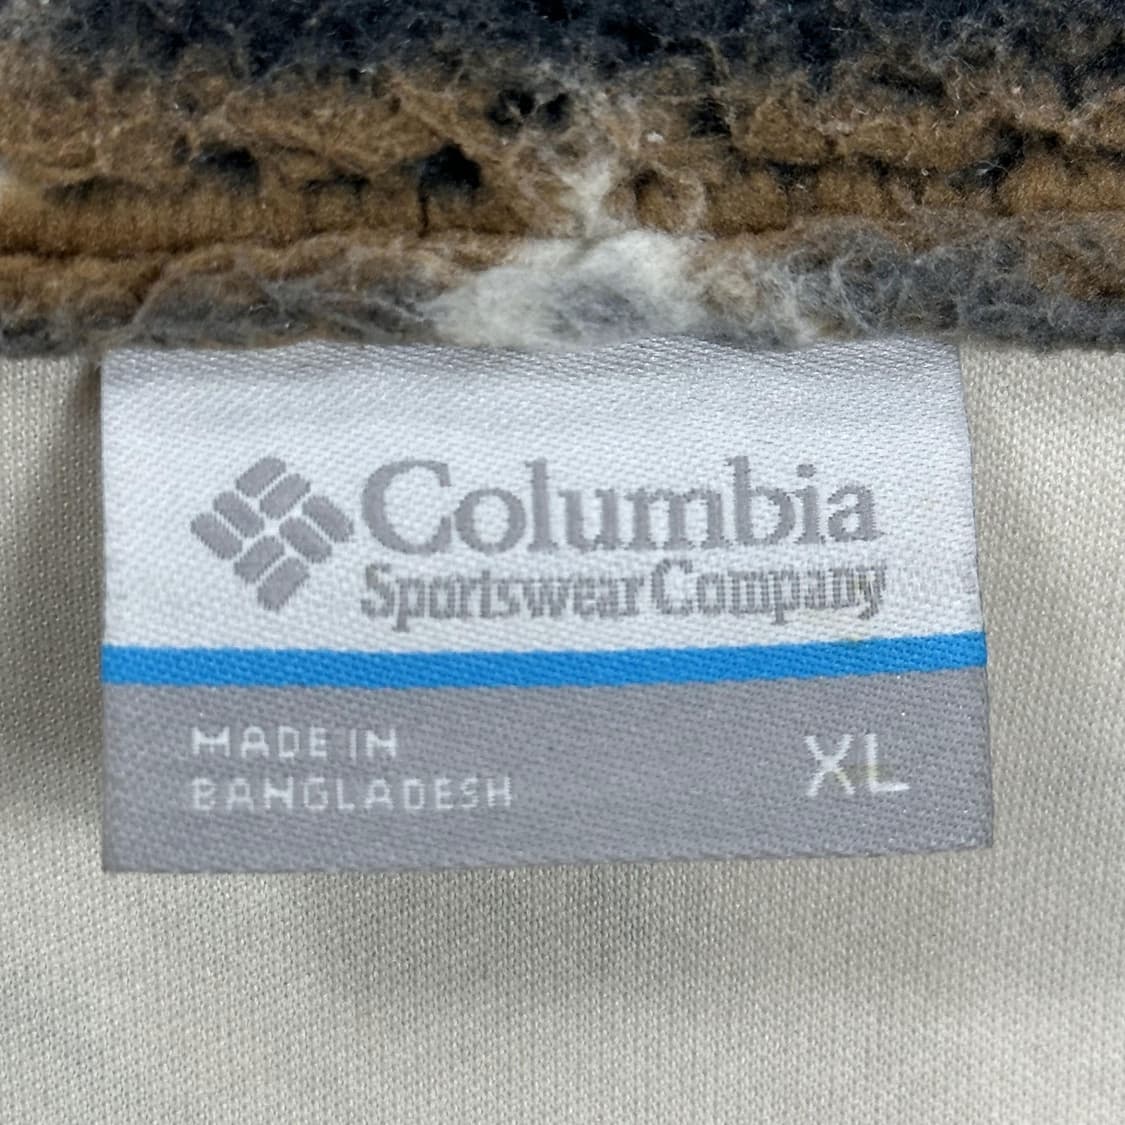 Columbia
Sportswear Company
MADE IN
BANGLADESH
XL